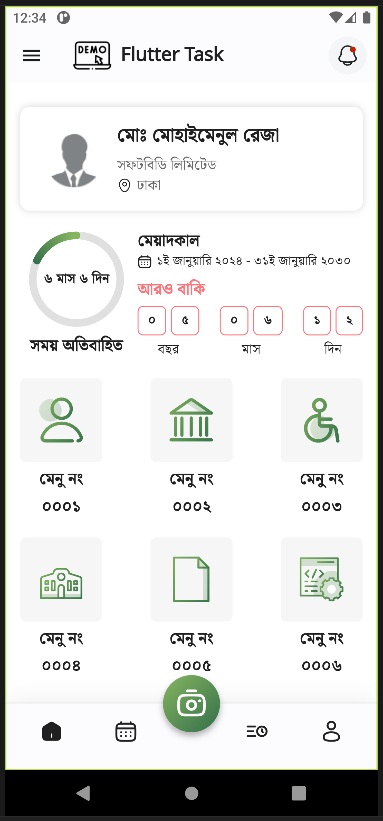 12:34
DEMO
Flutter Task
মোঃ মোহাইমেনুল রেজা
সফটবিডি লিমিটেড
ঢাকা
৬ মাস ৬ দিন
সময় অতিবাহিত
মেয়াদকাল
১ই জানুয়ারি ২০২৪ - ৩১ই জানুয়ারি ২০৩০
আরও বাকি
০ ৫ ০ ৬ ১ ২
বছর মাস দিন
মেনু নং মেনু নং মেনু নং
০০০১ ০০০২ ০০০৩
মেনু নং মেনু নং মেনু নং
০০০৪ ০০০৫ ০০০৬